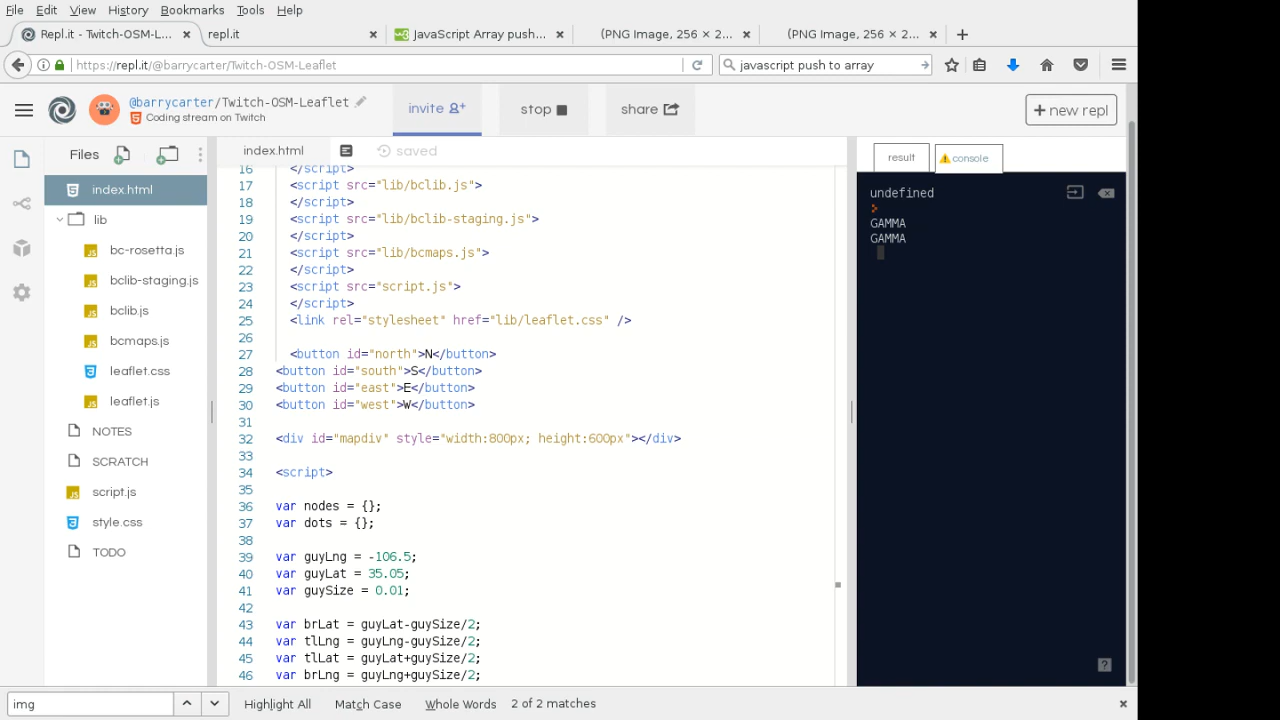 File Edit View History Bookmarks Tools Help
Repl.it - Twitch-OSM-L… × repl.it × JavaScript Array push… × (PNG Image, 256 × 2… × (PNG Image, 256 × 2… ×
https://repl.it/@barrycarter/Twitch-OSM-Leaflet javascript push to array
@barrycarter/Twitch-OSM-Leaflet
Coding stream on Twitch
invite stop share + new repl
Files
index.html
lib
bc-rosetta.js
bclib-staging.js
bclib.js
bcmaps.js
leaflet.css
leaflet.js
NOTES
SCRATCH
script.js
style.css
TODO
index.html saved
16 </script>
17 <script src="lib/bclib.js">
18 </script>
19 <script src="lib/bclib-staging.js">
20 </script>
21 <script src="lib/bcmaps.js">
22 </script>
23 <script src="script.js">
24 </script>
25 <link rel="stylesheet" href="lib/leaflet.css" />
26
27 <button id="north">N</button>
28 <button id="south">S</button>
29 <button id="east">E</button>
30 <button id="west">W</button>
31
32 <div id="mapdiv" style="width:800px; height:600px"></div>
33
34 <script>
35
36 var nodes = {};
37 var dots = {};
38
39 var guyLng = -106.5;
40 var guyLat = 35.05;
41 var guySize = 0.01;
42
43 var brLat = guyLat-guySize/2;
44 var tlLng = guyLng-guySize/2;
45 var tlLat = guyLat+guySize/2;
46 var brLng = guyLng+guySize/2;
result console
undefined
>
GAMMA
GAMMA
?
img Highlight All Match Case Whole Words 2 of 2 matches ×